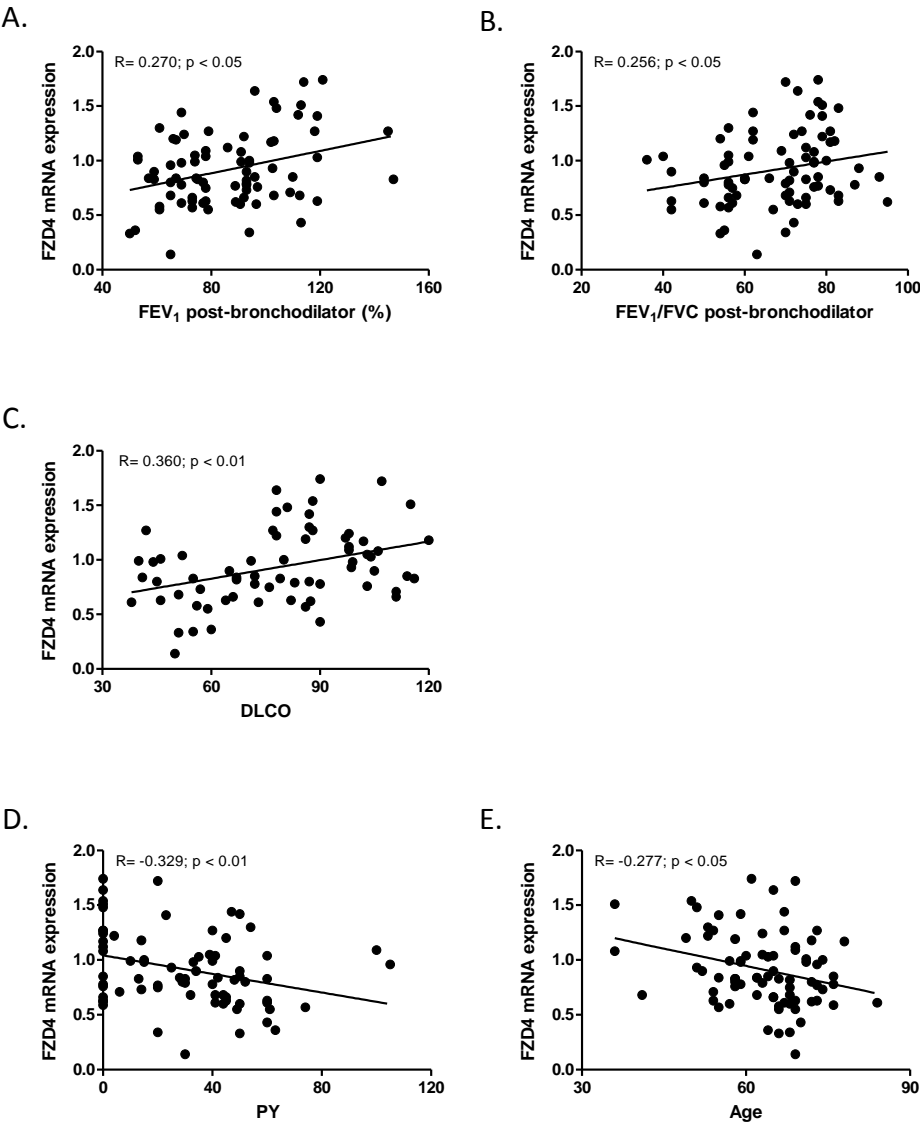 A.
B.
2.0
R= 0.270; p < 0.05
1.5
1.0
0.5
0.0
40
80
120
160
FZD4 mRNA expression
FEV₁ post-bronchodilator (%)
2.0
R= 0.256; p < 0.05
1.5
1.0
0.5
0.0
20
40
60
80
100
FZD4 mRNA expression
FEV₁/FVC post-bronchodilator
C.
2.0
R= 0.360; p < 0.01
1.5
1.0
0.5
0.0
30
60
90
120
FZD4 mRNA expression
DLCO
D.
E.
2.0
R= -0.329; p < 0.01
1.5
1.0
0.5
0.0
0
40
80
120
FZD4 mRNA expression
PY
2.0
R= -0.277; p < 0.05
1.5
1.0
0.5
0.0
30
60
90
FZD4 mRNA expression
Age